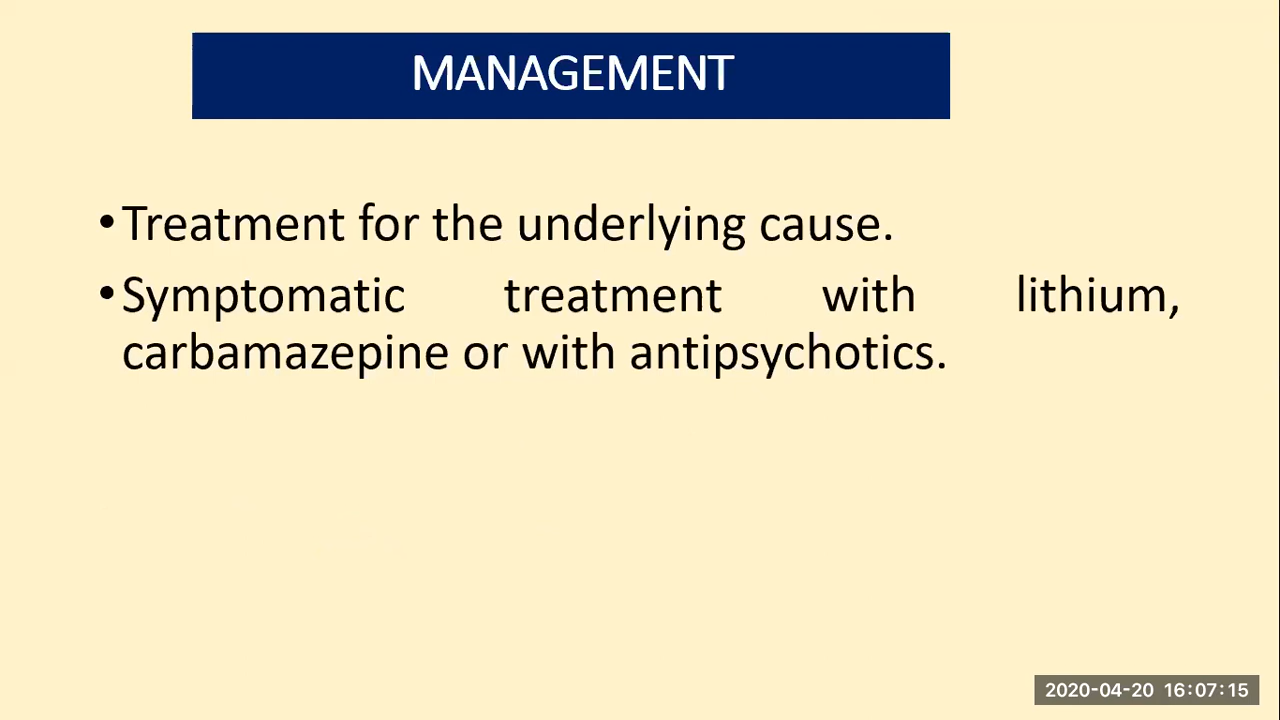 MANAGEMENT
•Treatment for the underlying cause.
•Symptomatic treatment with lithium,
carbamazepine or with antipsychotics.
2020-04-20 16:07:15